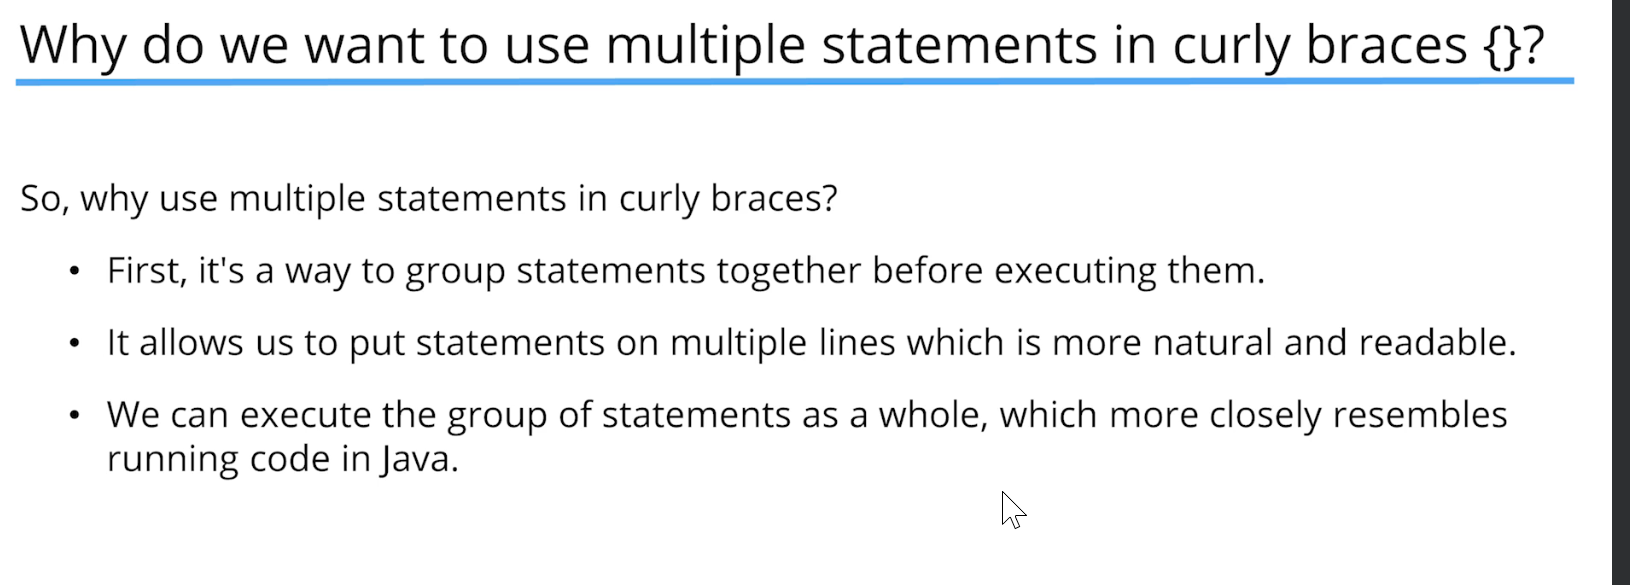 Why do we want to use multiple statements in curly braces {}?
So, why use multiple statements in curly braces?
• First, it's a way to group statements together before executing them.
• It allows us to put statements on multiple lines which is more natural and readable.
• We can execute the group of statements as a whole, which more closely resembles
running code in Java.